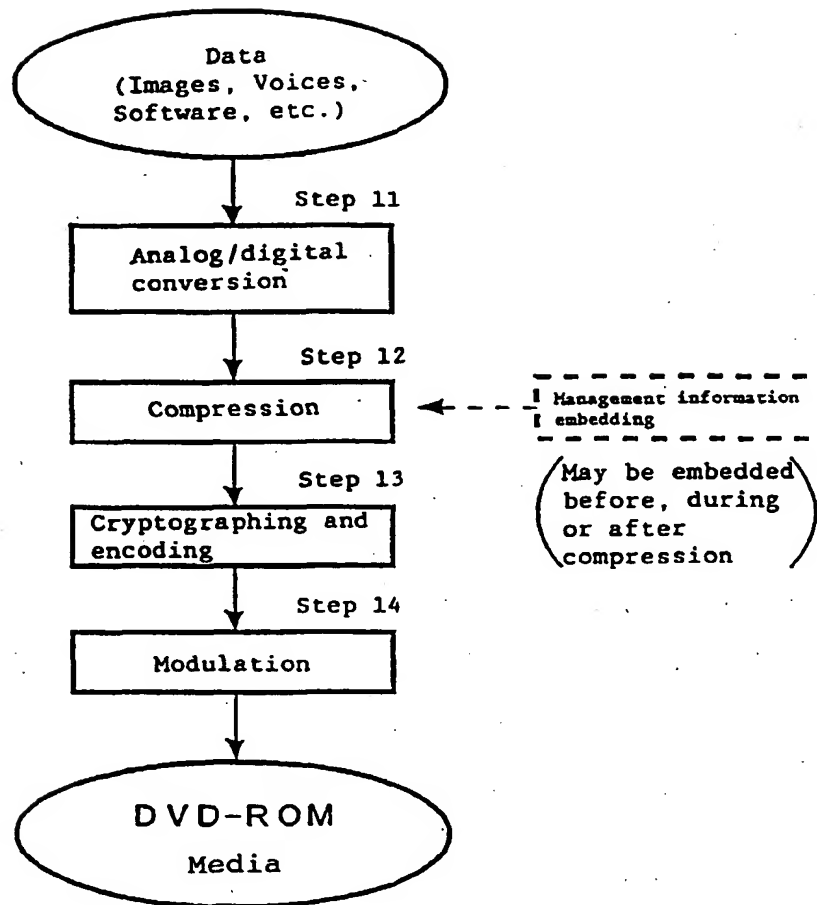 Data
(Images, Voices,
Software, etc.)
Step 11
Analog/digital
conversion
Step 12
Compression
Management information
embedding
(May be embedded
before, during
or after
compression)
Step 13
Cryptographing and
encoding
Step 14
Modulation
DVD-ROM
Media